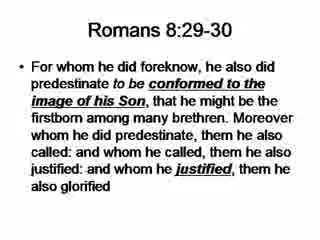 Romans 8:29-30
• For whom he did foreknow, he also did
predestinate to be conformed to the
image of his Son, that he might be the
firstborn among many brethren. Moreover
whom he did predestinate, them he also
called: and whom he called, them he also
justified: and whom he justified, them he
also glorified